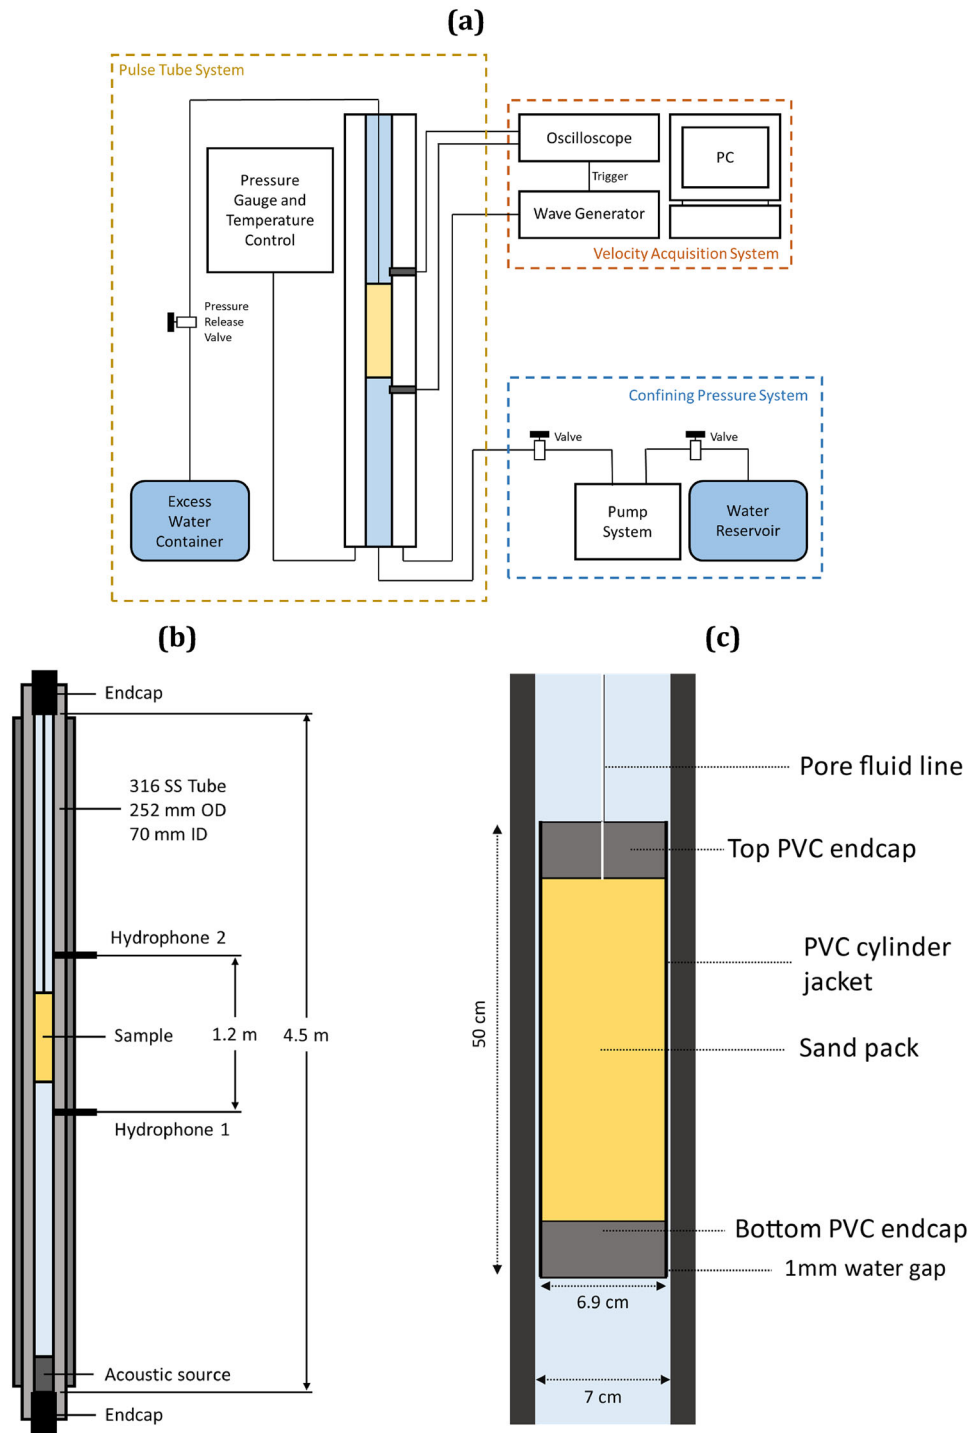 (a)
Pulse Tube System
Pressure
Gauge and
Temperature
Control
Oscilloscope
Trigger
Wave Generator
PC
Velocity Acquisition System
Pressure
Release
Valve
Confining Pressure System
Valve
Valve
Excess
Water
Container
Pump
System
Water
Reservoir
(b)
Endcap
316 SS Tube
252 mm OD
70 mm ID
Hydrophone 2
Sample
1.2 m
4.5 m
Hydrophone 1
Acoustic source
Endcap
(c)
Pore fluid line
Top PVC endcap
PVC cylinder
jacket
50 cm
Sand pack
Bottom PVC endcap
1mm water gap
6.9 cm
7 cm